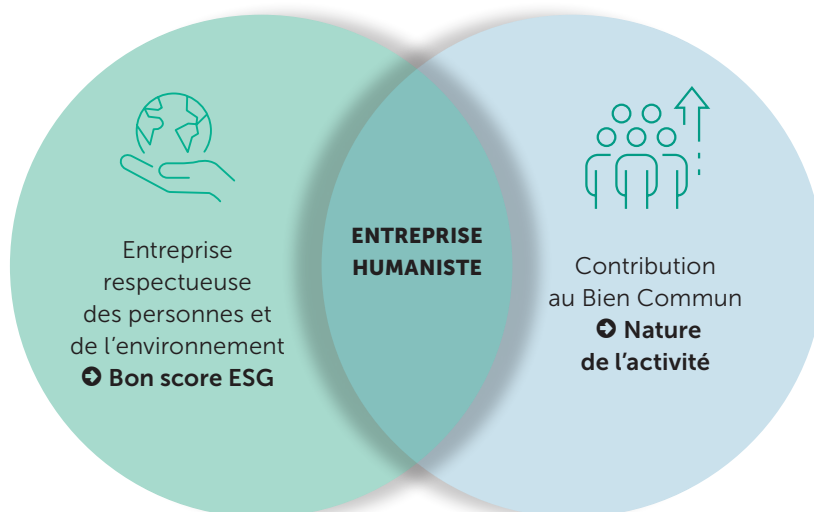 Entreprise
respectueuse
des personnes et
de l’environnement
➲ Bon score ESG
ENTREPRISE
HUMANISTE
Contribution
au Bien Commun
➲ Nature
de l’activité